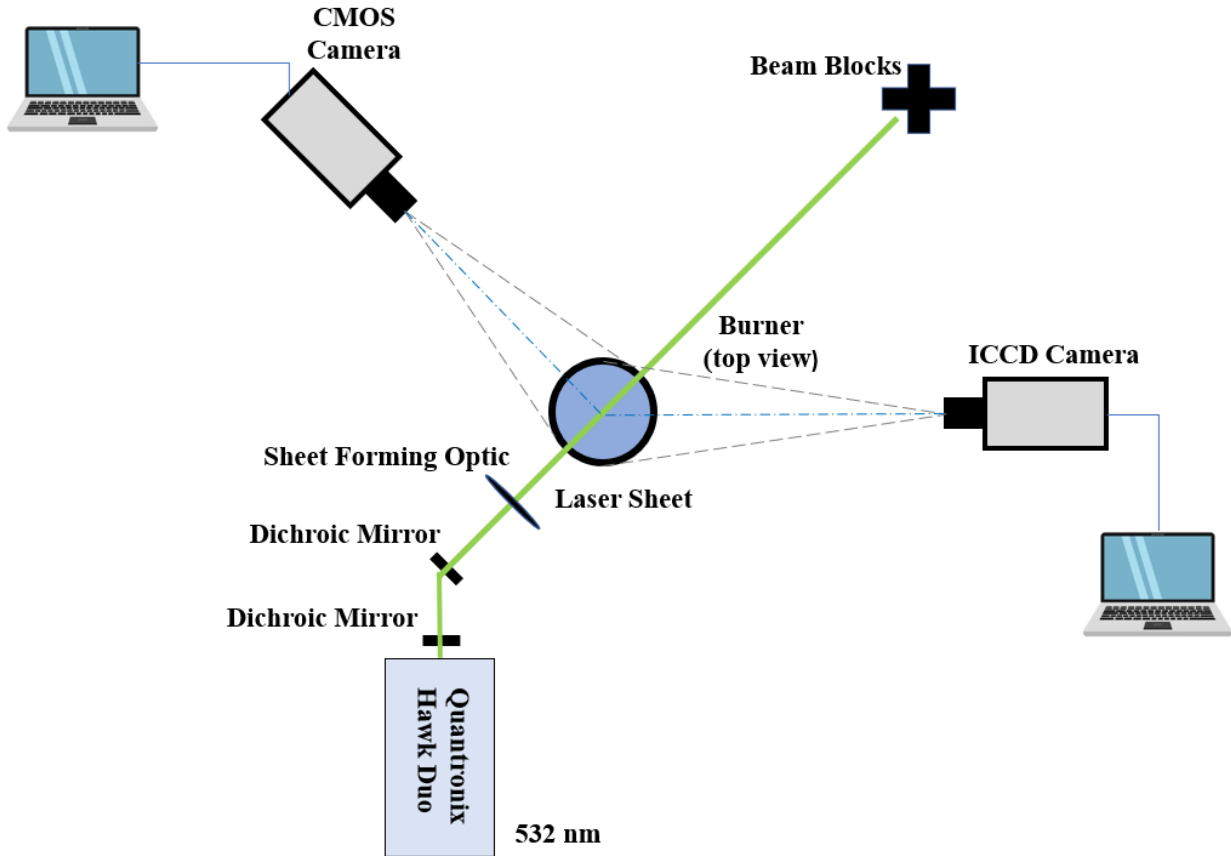 CMOS
Camera
Beam Blocks
Burner
(top view)
ICCD Camera
Sheet Forming Optic
Laser Sheet
Dichroic Mirror
Dichroic Mirror
Quantronix
Hawk Duo
532 nm